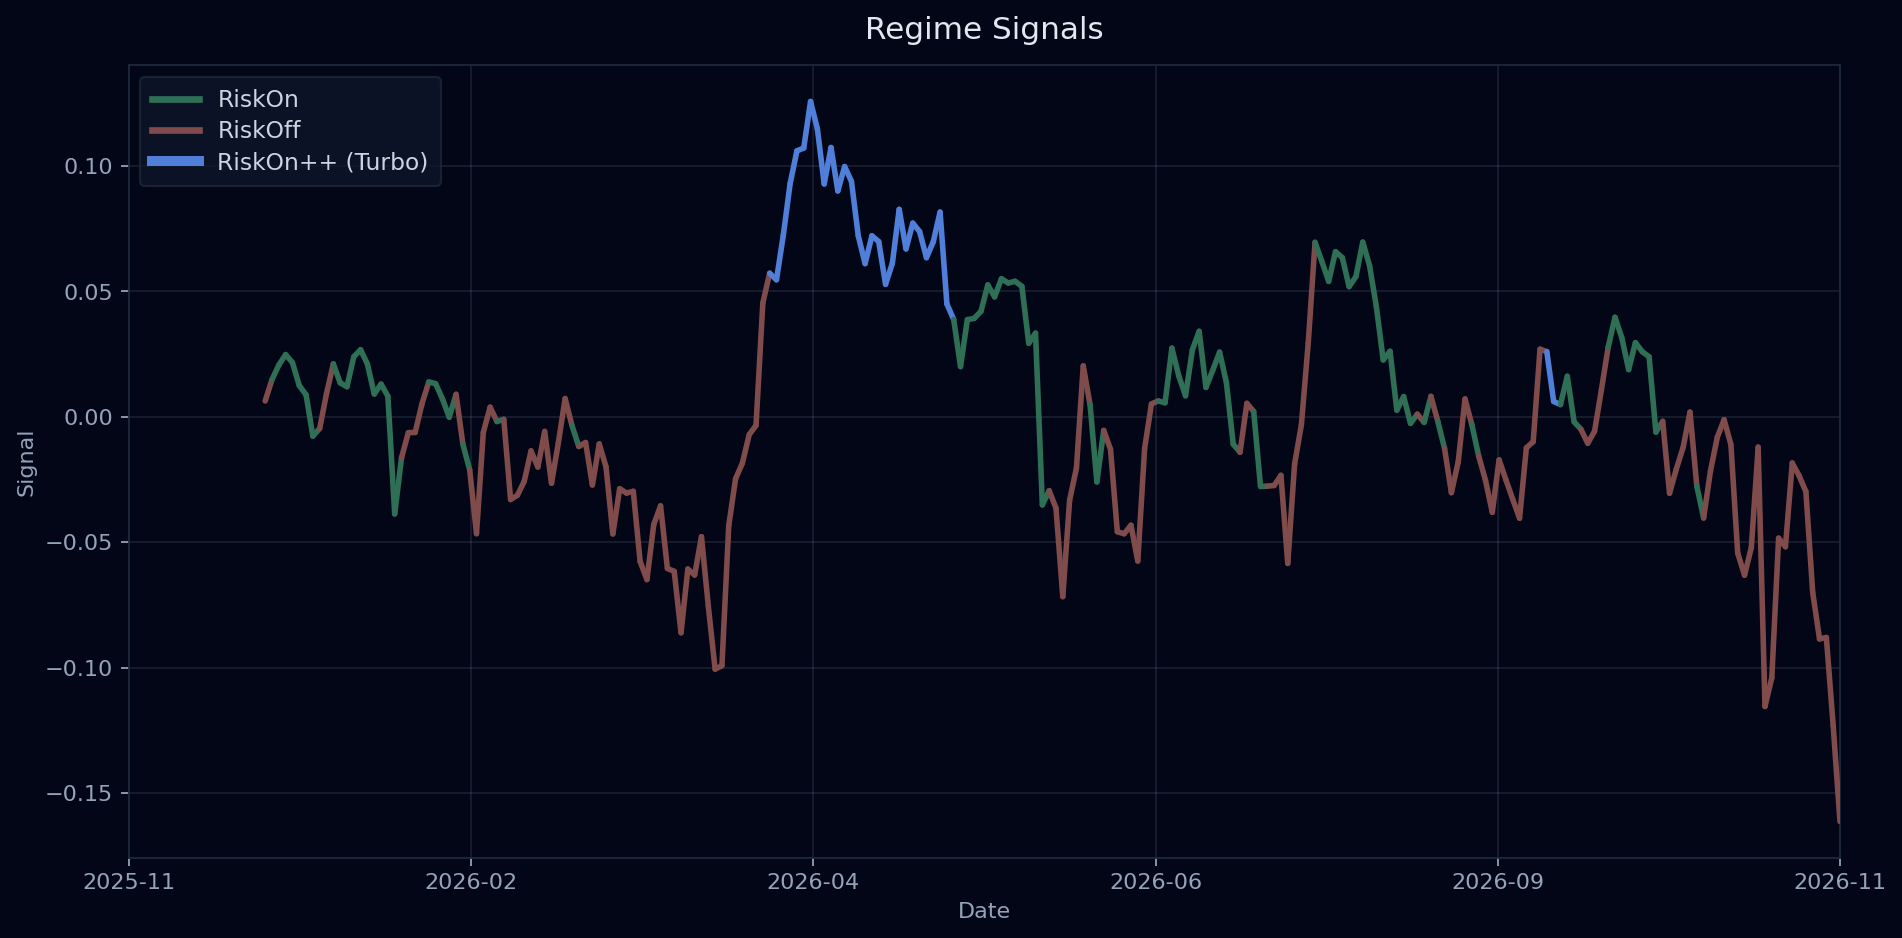 Regime Signals
RiskOn
RiskOff
RiskOn++ (Turbo)
0.10
0.05
0.00
−0.05
−0.10
−0.15
Signal
2025-11
2026-02
2026-04
2026-06
2026-09
2026-11
Date